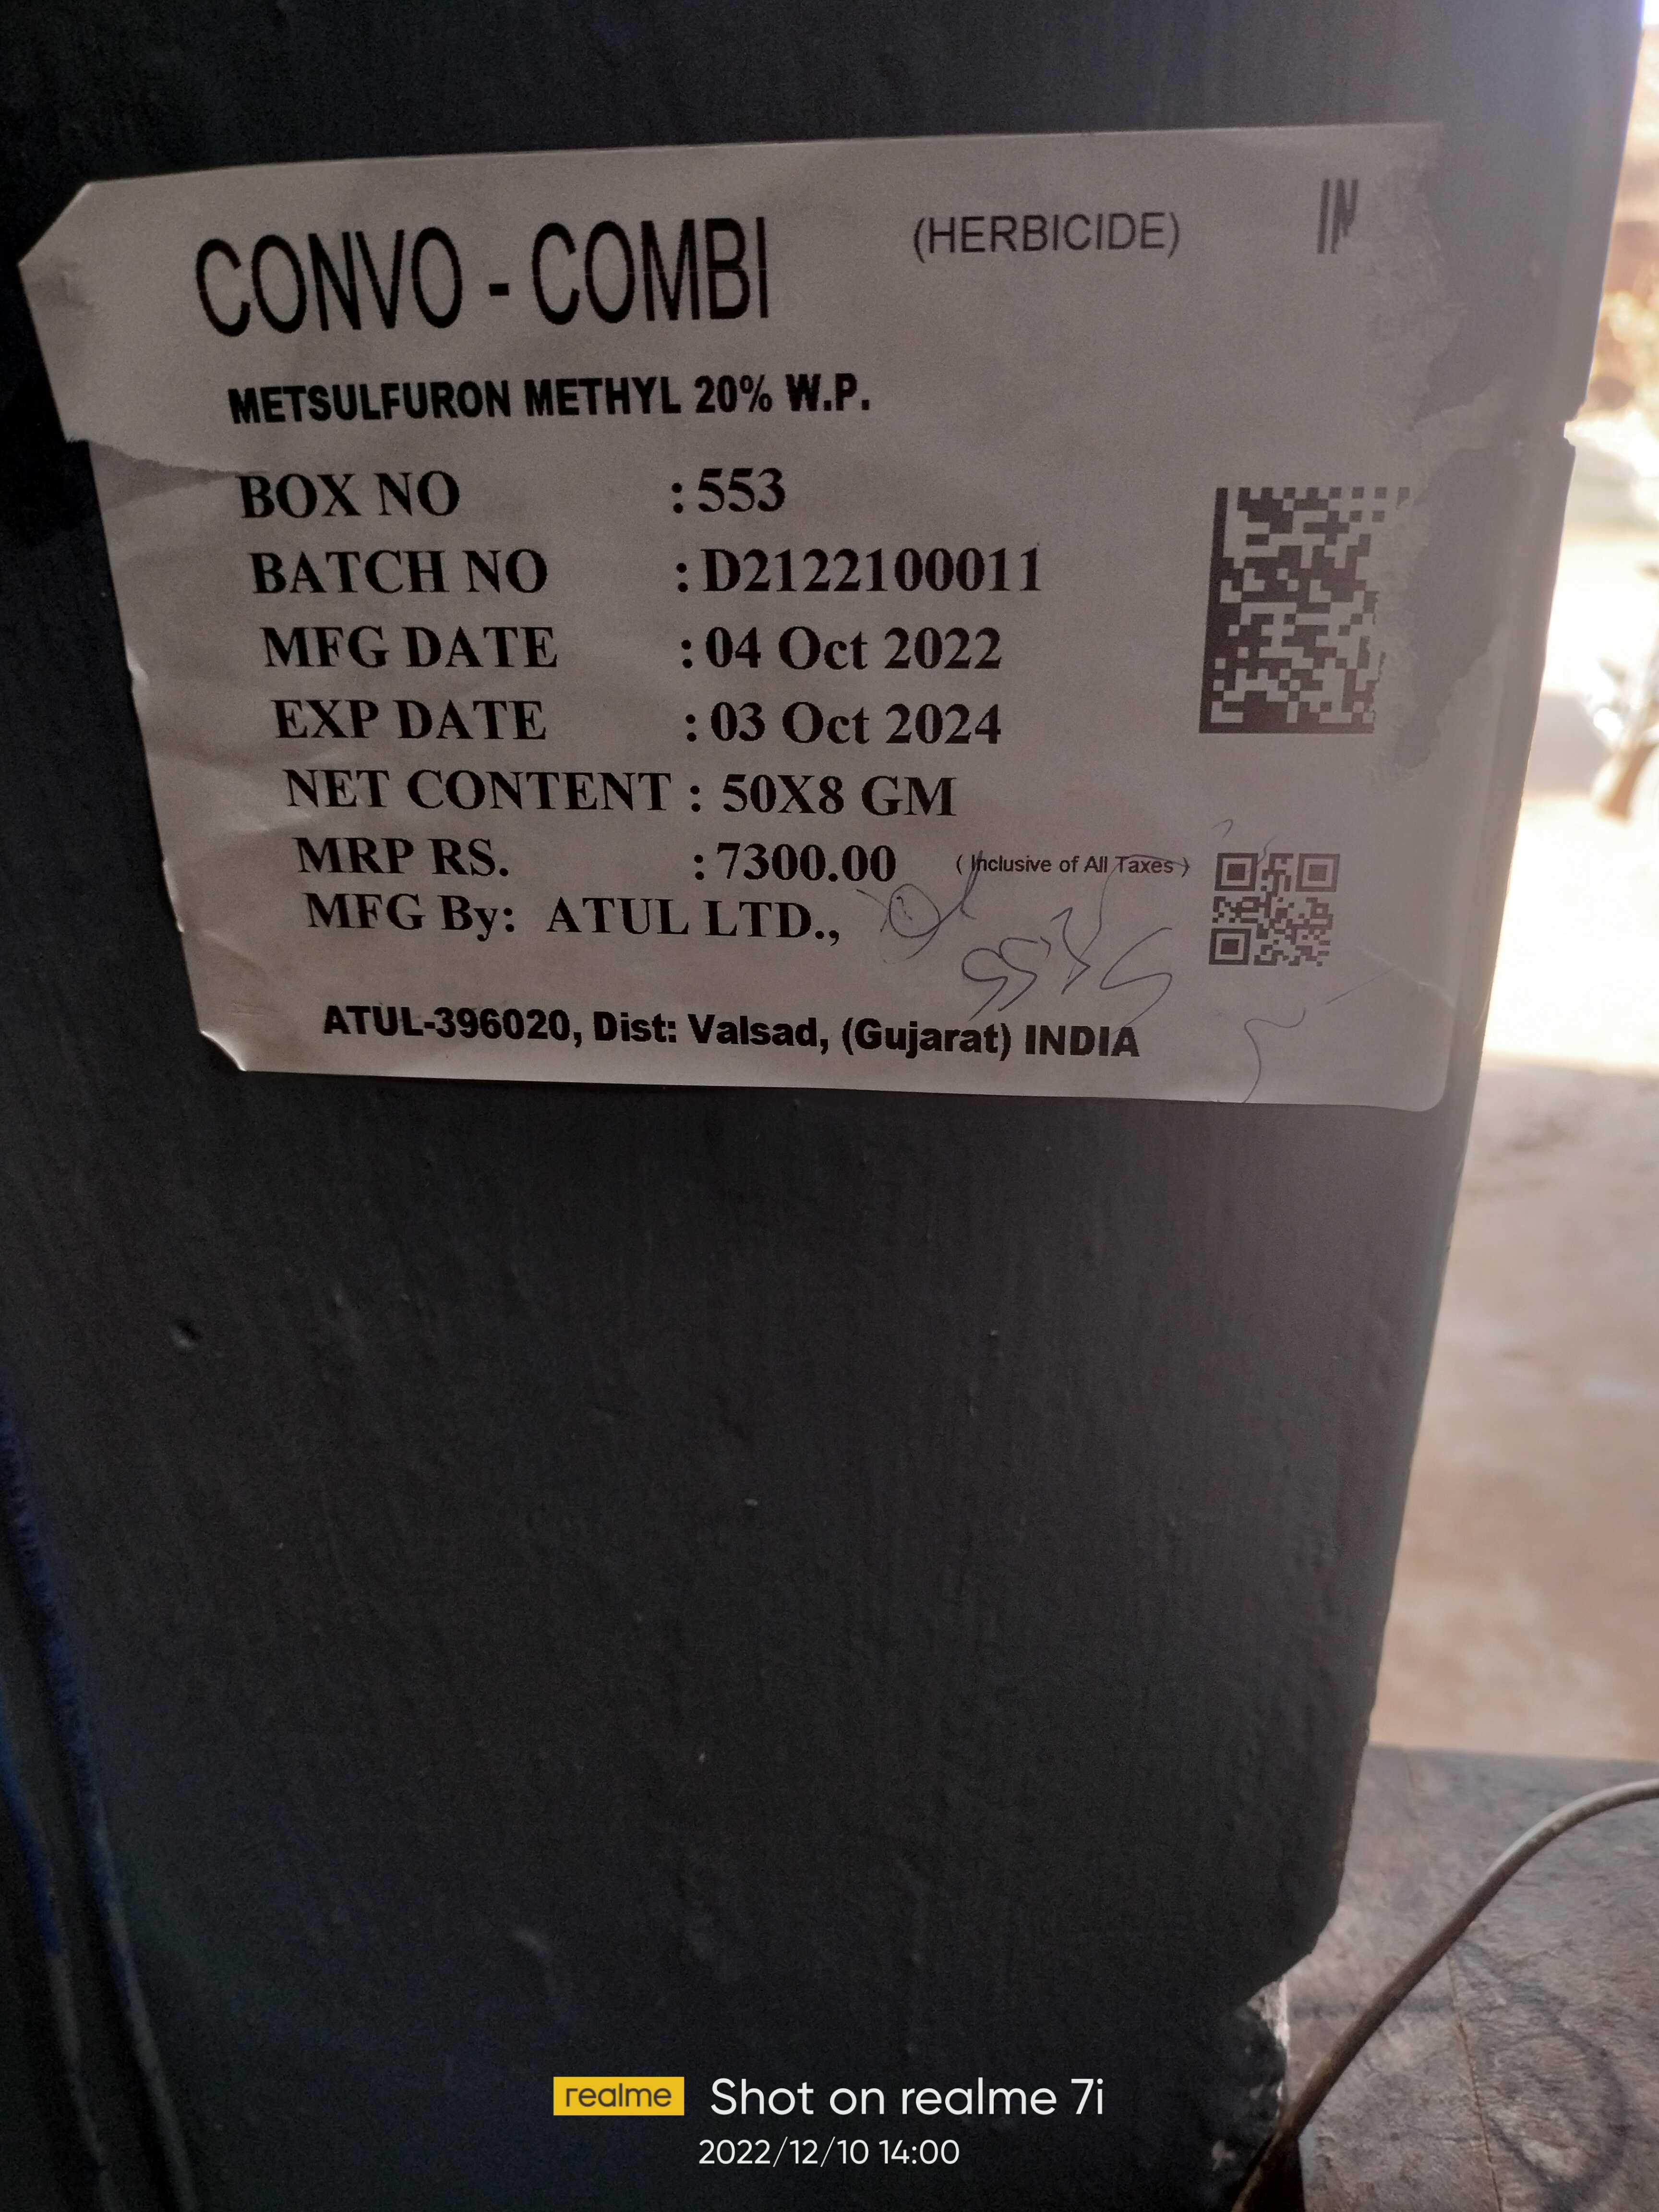 CONVO - COMBI (HERBICIDE)
METSULFURON METHYL 20% W.P.
BOX NO : 553
BATCH NO : D2122100011
MFG DATE : 04 Oct 2022
EXP DATE : 03 Oct 2024
NET CONTENT : 50X8 GM
MRP RS. : 7300.00 ( Inclusive of All Taxes )
MFG By: ATUL LTD.,
ATUL-396020, Dist: Valsad, (Gujarat) INDIA
realme Shot on realme 7i
2022/12/10 14:00